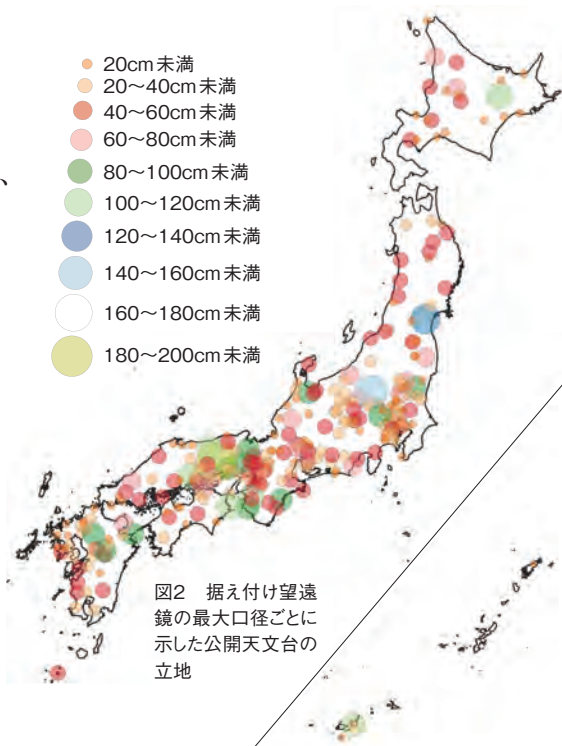 20cm未満
20〜40cm未満
40〜60cm未満
60〜80cm未満
80〜100cm未満
100〜120cm未満
120〜140cm未満
140〜160cm未満
160〜180cm未満
180〜200cm未満
、
図2　据え付け望遠
鏡の最大口径ごとに
示した公開天文台の
立地